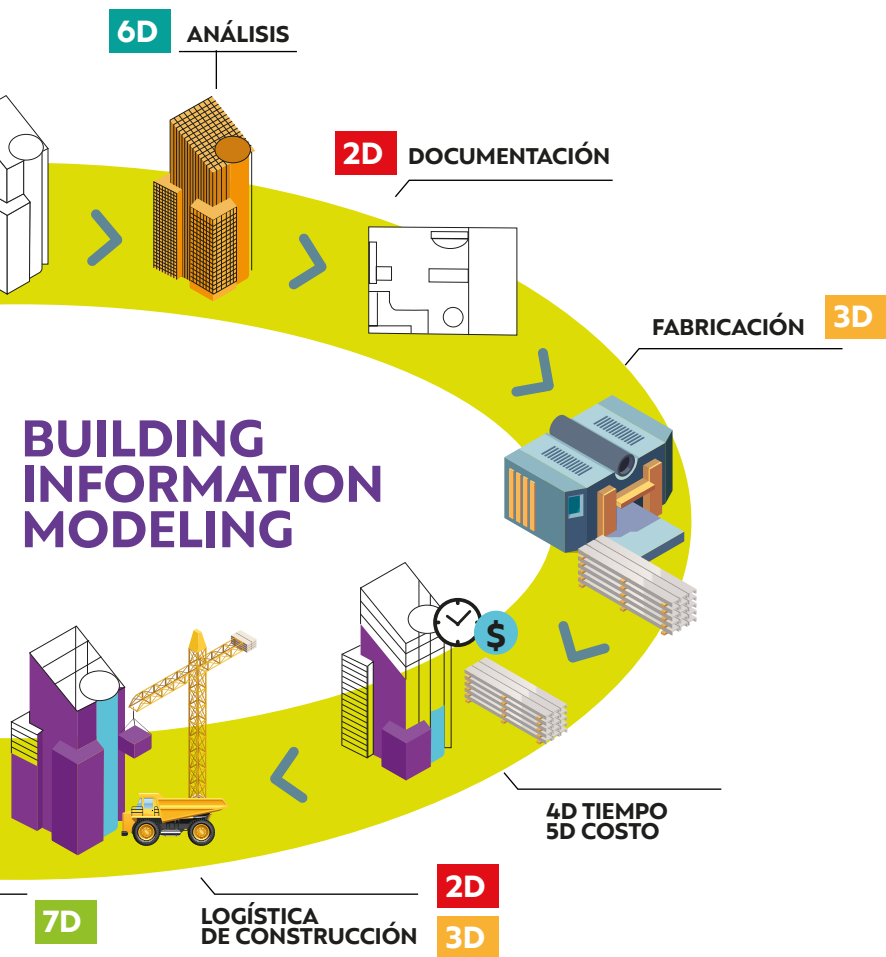 6D ANÁLISIS
2D DOCUMENTACIÓN
FABRICACIÓN 3D
BUILDING
INFORMATION
MODELING
$
4D TIEMPO
5D COSTO
7D
LOGÍSTICA
DE CONSTRUCCIÓN
2D
3D